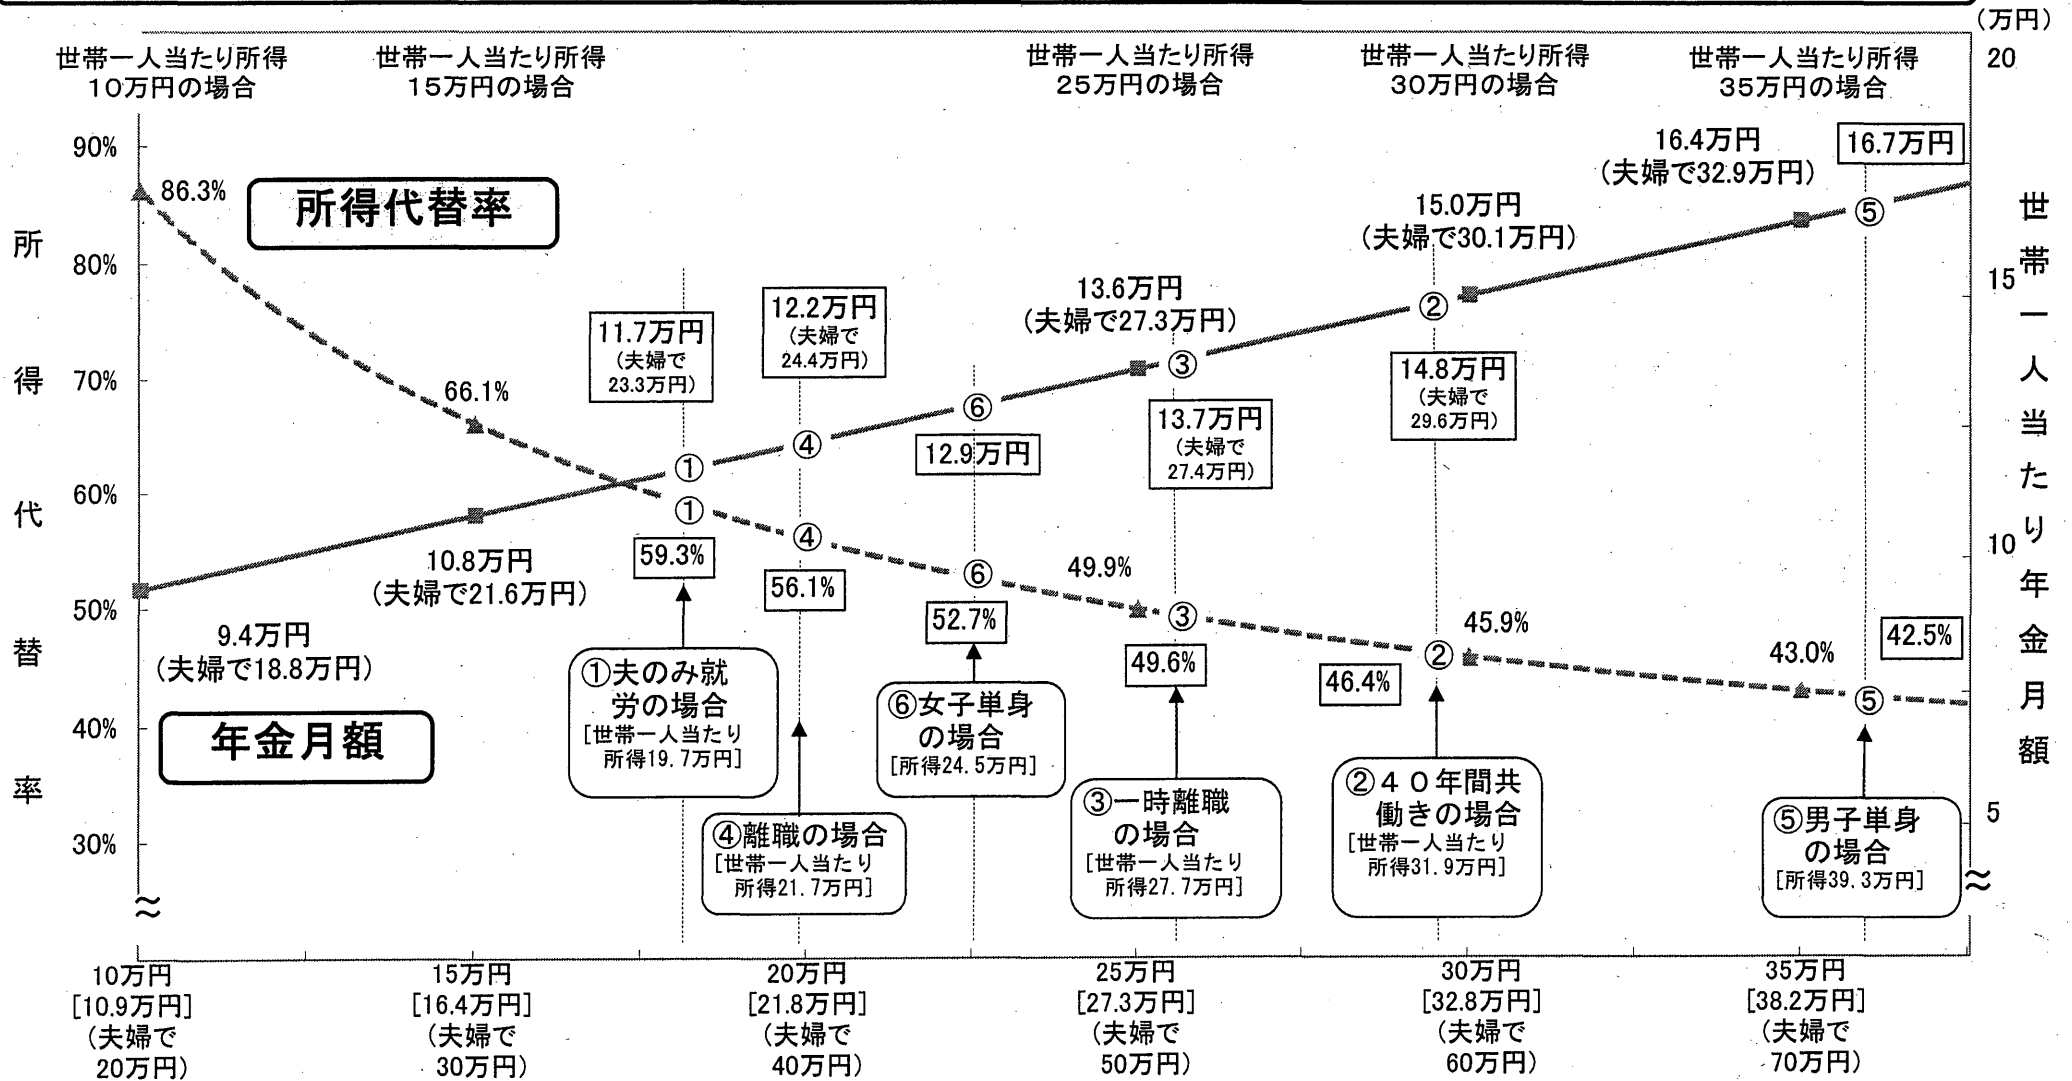 (万円)
世帯一人当たり所得
10万円の場合
世帯一人当たり所得
15万円の場合
世帯一人当たり所得
25万円の場合
世帯一人当たり所得
30万円の場合
世帯一人当たり所得
35万円の場合
20
15
10
5
世帯一人当たり年金月額
所得代替率
90%
80%
70%
60%
50%
40%
30%
≈
≈
所得代替率
年金月額
86.3%
66.1%
16.4万円
(夫婦で32.9万円)
16.7万円
⑤
15.0万円
(夫婦で30.1万円)
②
14.8万円
(夫婦で
29.6万円)
13.6万円
(夫婦で27.3万円)
③
13.7万円
(夫婦で
27.4万円)
12.2万円
(夫婦で
24.4万円)
④
11.7万円
(夫婦で
23.3万円)
①
⑥
12.9万円
10.8万円
(夫婦で21.6万円)
9.4万円
(夫婦で18.8万円)
①
59.3%
④
56.1%
⑥
52.7%
49.9%
③
49.6%
②
46.4%
45.9%
43.0%
⑤
42.5%
①夫のみ就
労の場合
[世帯一人当たり
所得19.7万円]
④離職の場合
[世帯一人当たり
所得21.7万円]
⑥女子単身
の場合
[所得24.5万円]
③一時離職
の場合
[世帯一人当たり
所得27.7万円]
②４０年間共
働きの場合
[世帯一人当たり
所得31.9万円]
⑤男子単身
の場合
[所得39.3万円]
10万円
[10.9万円]
(夫婦で
20万円)
15万円
[16.4万円]
(夫婦で
30万円)
20万円
[21.8万円]
(夫婦で
40万円)
25万円
[27.3万円]
(夫婦で
50万円)
30万円
[32.8万円]
(夫婦で
60万円)
35万円
[38.2万円]
(夫婦で
70万円)